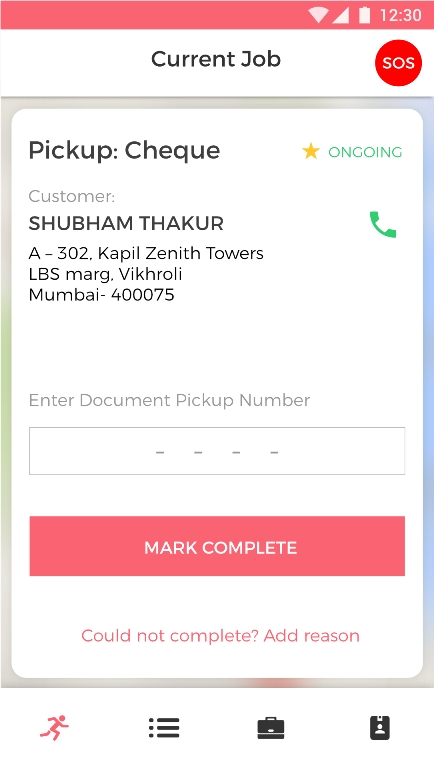 12:30
Current Job
SOS
Pickup: Cheque
ONGOING
Customer:
SHUBHAM THAKUR
A – 302, Kapil Zenith Towers
LBS marg, Vikhroli
Mumbai- 400075
Enter Document Pickup Number
– – – –
MARK COMPLETE
Could not complete? Add reason